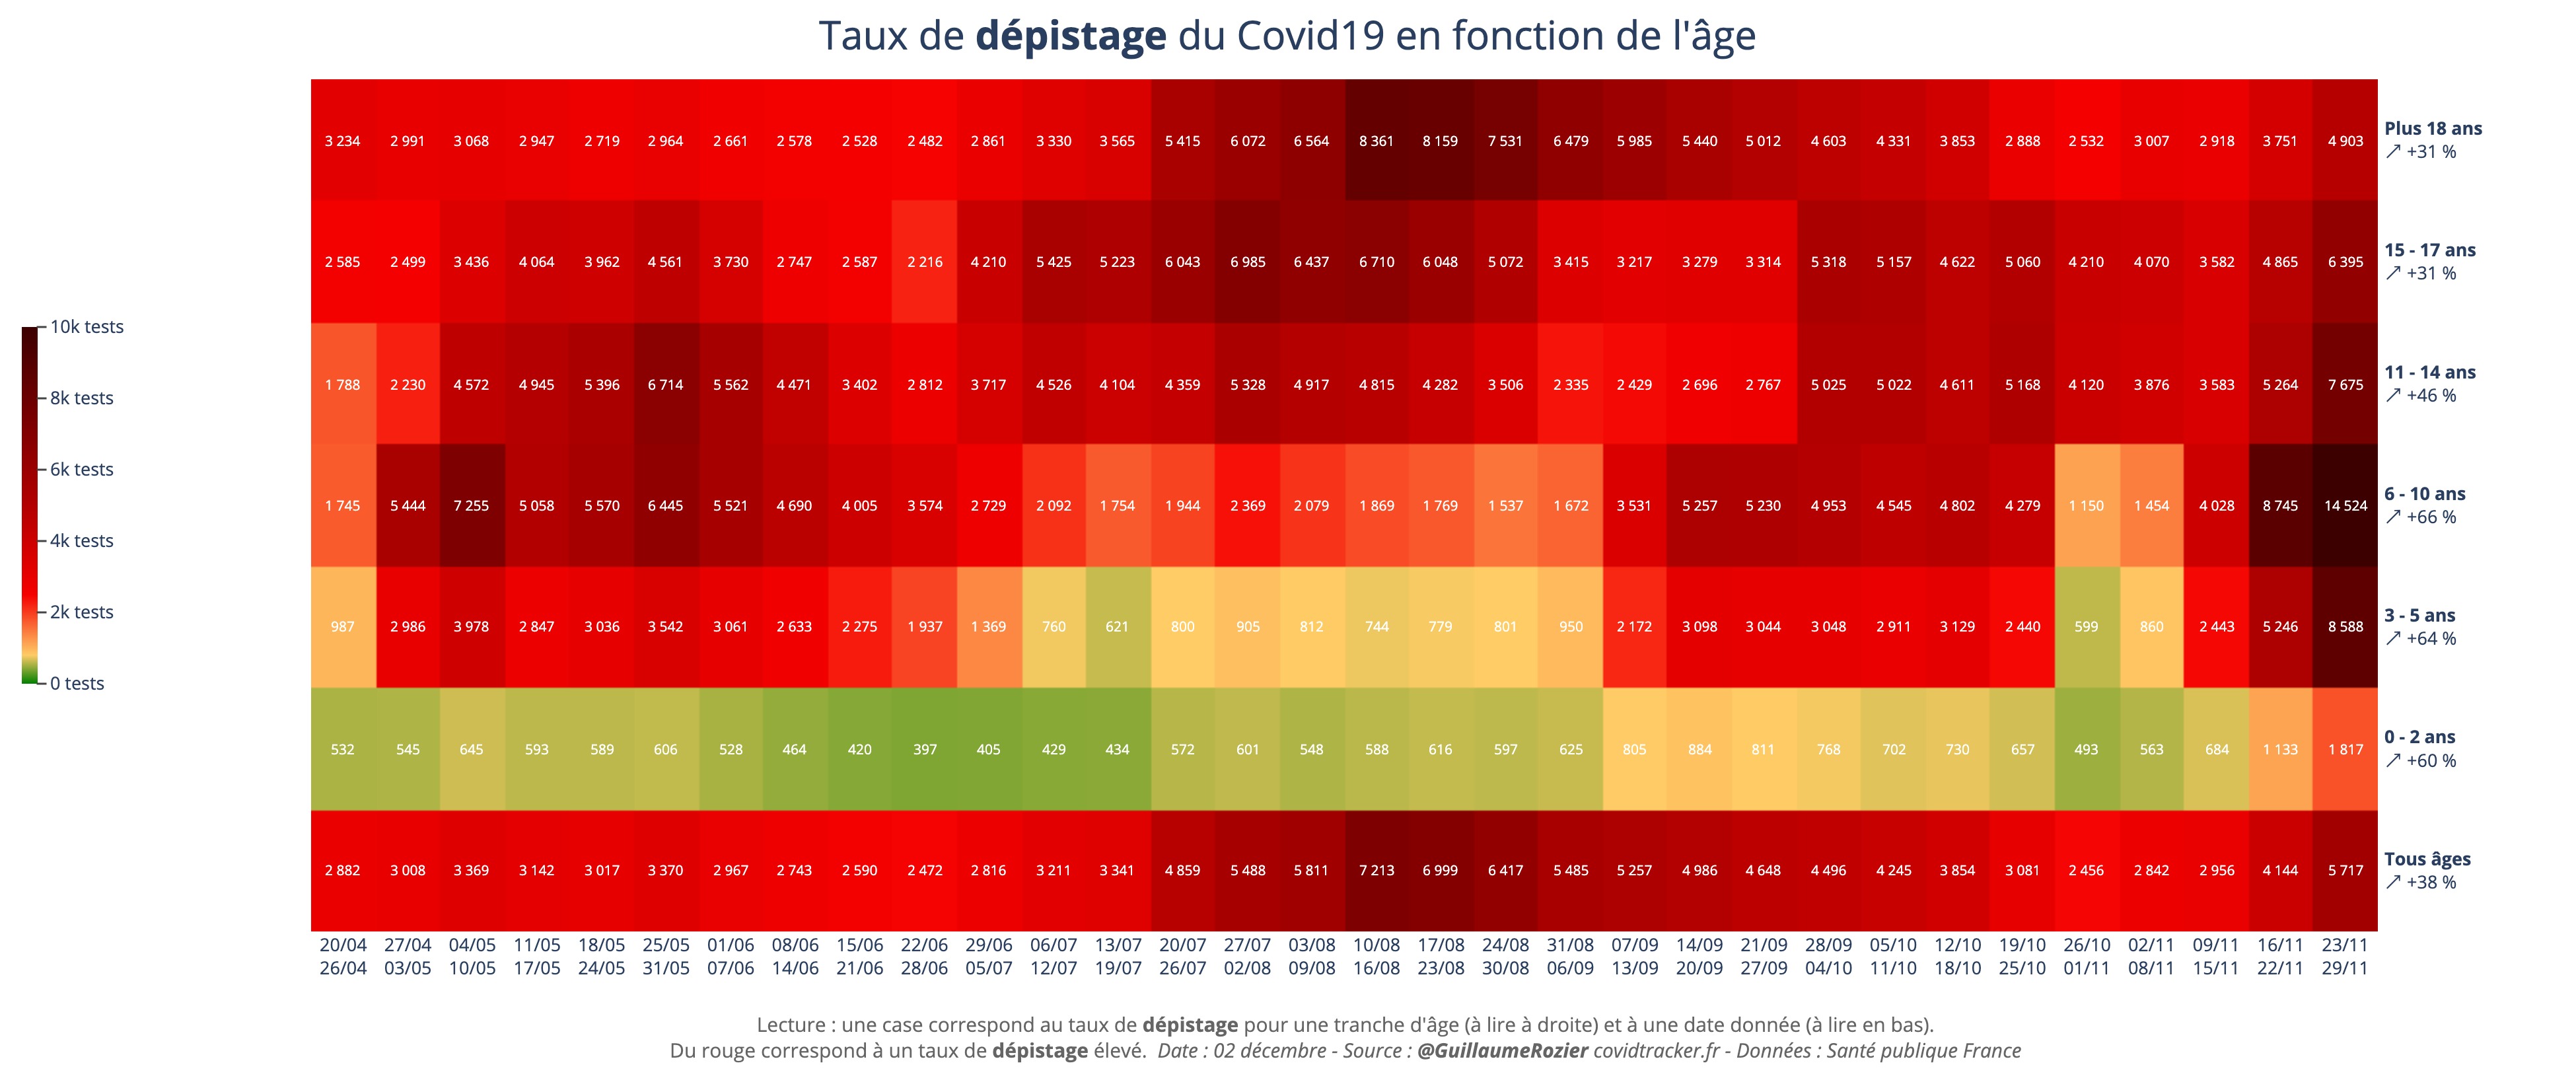 Taux de dépistage du Covid19 en fonction de l'âge
3 234 2 991 3 068 2 947 2 719 2 964 2 661 2 578 2 528 2 482 2 861 3 330 3 565 5 415 6 072 6 564 8 361 8 159 7 531 6 479 5 985 5 440 5 012 4 603 4 331 3 853 2 888 2 532 3 007 2 918 3 751 4 903
Plus 18 ans
↗ +31 %
2 585 2 499 3 436 4 064 3 962 4 561 3 730 2 747 2 587 2 216 4 210 5 425 5 223 6 043 6 985 6 437 6 710 6 048 5 072 3 415 3 217 3 279 3 314 5 318 5 157 4 622 5 060 4 210 4 070 3 582 4 865 6 395
15 - 17 ans
↗ +31 %
10k tests
8k tests
6k tests
4k tests
2k tests
0 tests
1 788 2 230 4 572 4 945 5 396 6 714 5 562 4 471 3 402 2 812 3 717 4 526 4 104 4 359 5 328 4 917 4 815 4 282 3 506 2 335 2 429 2 696 2 767 5 025 5 022 4 611 5 168 4 120 3 876 3 583 5 264 7 675
11 - 14 ans
↗ +46 %
1 745 5 444 7 255 5 058 5 570 6 445 5 521 4 690 4 005 3 574 2 729 2 092 1 754 1 944 2 369 2 079 1 869 1 769 1 537 1 672 3 531 5 257 5 230 4 953 4 545 4 802 4 279 1 150 1 454 4 028 8 745 14 524
6 - 10 ans
↗ +66 %
987 2 986 3 978 2 847 3 036 3 542 3 061 2 633 2 275 1 937 1 369 760 621 800 905 812 744 779 801 950 2 172 3 098 3 044 3 048 2 911 3 129 2 440 599 860 2 443 5 246 8 588
3 - 5 ans
↗ +64 %
532 545 645 593 589 606 528 464 420 397 405 429 434 572 601 548 588 616 597 625 805 884 811 768 702 730 657 493 563 684 1 133 1 817
0 - 2 ans
↗ +60 %
2 882 3 008 3 369 3 142 3 017 3 370 2 967 2 743 2 590 2 472 2 816 3 211 3 341 4 859 5 488 5 811 7 213 6 999 6 417 5 485 5 257 4 986 4 648 4 496 4 245 3 854 3 081 2 456 2 842 2 956 4 144 5 717
Tous âges
↗ +38 %
20/04 27/04 04/05 11/05 18/05 25/05 01/06 08/06 15/06 22/06 29/06 06/07 13/07 20/07 27/07 03/08 10/08 17/08 24/08 31/08 07/09 14/09 21/09 28/09 05/10 12/10 19/10 26/10 02/11 09/11 16/11 23/11
26/04 03/05 10/05 17/05 24/05 31/05 07/06 14/06 21/06 28/06 05/07 12/07 19/07 26/07 02/08 09/08 16/08 23/08 30/08 06/09 13/09 20/09 27/09 04/10 11/10 18/10 25/10 01/11 08/11 15/11 22/11 29/11
Lecture : une case correspond au taux de dépistage pour une tranche d'âge (à lire à droite) et à une date donnée (à lire en bas).
Du rouge correspond à un taux de dépistage élevé. Date : 02 décembre - Source : @GuillaumeRozier covidtracker.fr - Données : Santé publique France